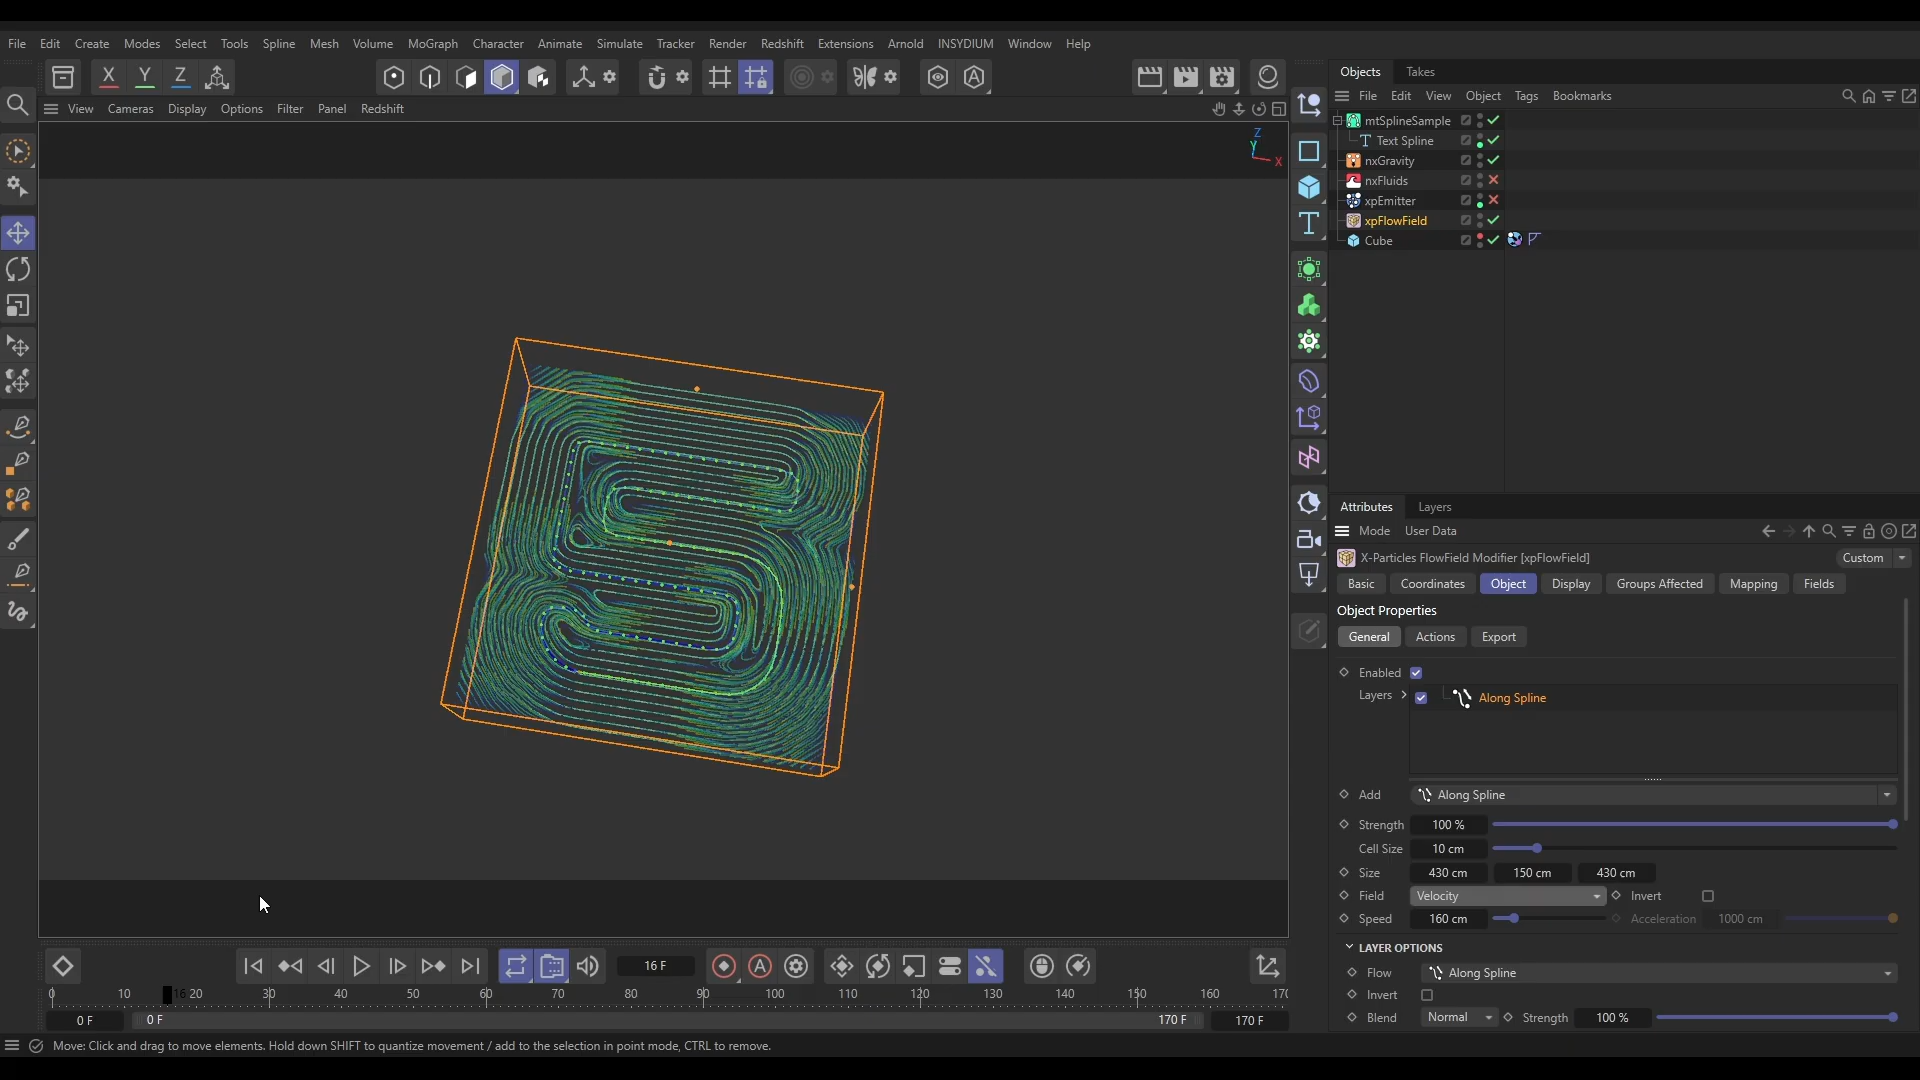 File Edit Create Modes Select Tools Spline Mesh Volume MoGraph Character Animate Simulate Tracker Render Redshift Extensions Arnold INSYDIUM Window Help
X Y Z
View Cameras Display Options Filter Panel Redshift
Z
Y
X
Objects Takes
File Edit View Object Tags Bookmarks
mtSplineSample
Text Spline
nxGravity
nxFluids
xpEmitter
xpFlowField
Cube
Attributes Layers
Mode User Data
X-Particles FlowField Modifier [xpFlowField] Custom
Basic Coordinates Object Display Groups Affected Mapping Fields
Object Properties
General Actions Export
Enabled
Layers Along Spline
Add Along Spline
Strength 100 %
Cell Size 10 cm
Size 430 cm 150 cm 430 cm
Field Velocity Invert
Speed 160 cm Acceleration 1000 cm
LAYER OPTIONS
Flow Along Spline
Invert
Blend Normal Strength 100 %
16 F
0 10 16 20 30 40 50 60 70 80 90 100 110 120 130 140 150 160 170
0 F 0 F 170 F 170 F
Move: Click and drag to move elements. Hold down SHIFT to quantize movement / add to the selection in point mode, CTRL to remove.